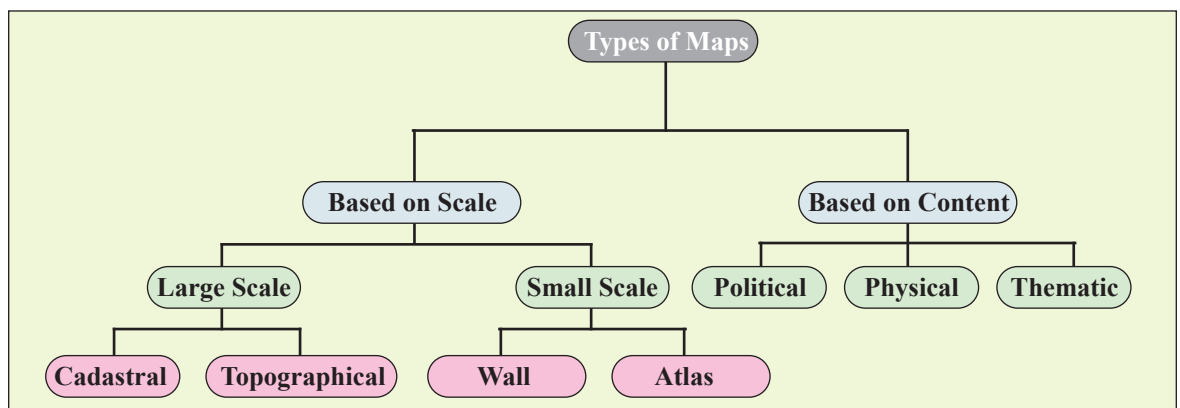 Types of Maps
Based on Scale
Based on Content
Large Scale
Small Scale
Political
Physical
Thematic
Cadastral
Topographical
Wall
Atlas